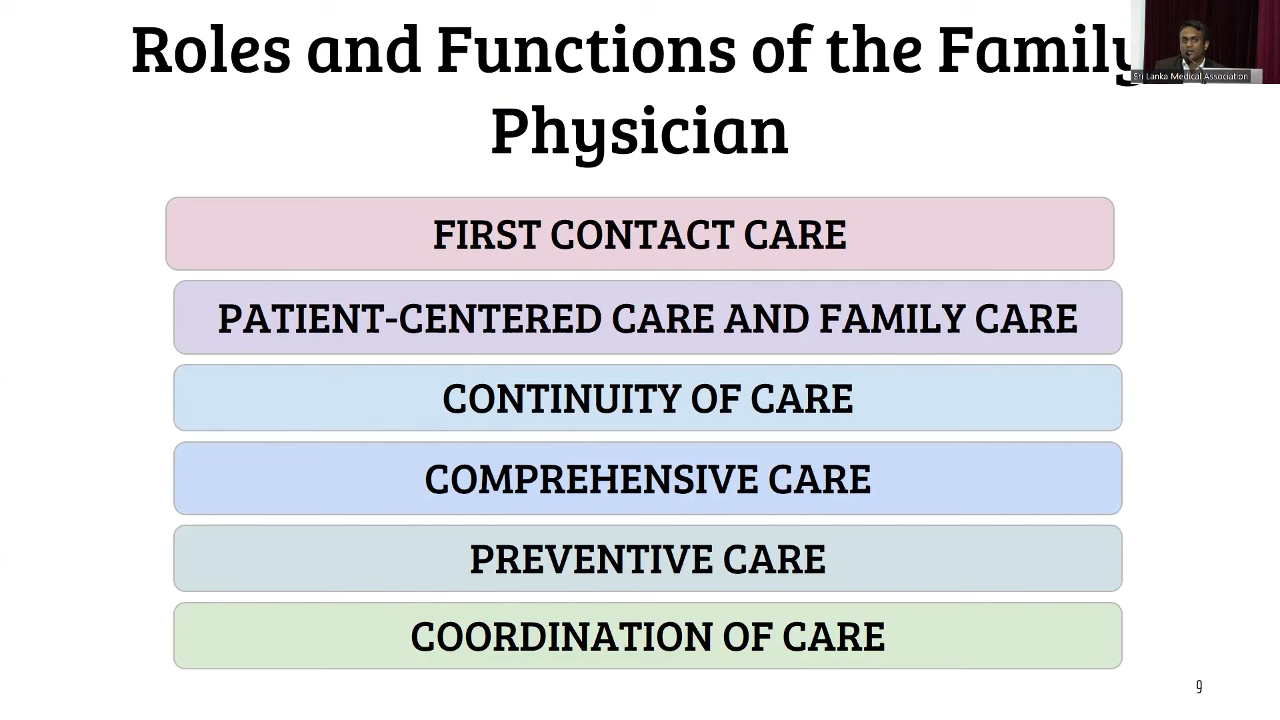 Roles and Functions of the Family
Physician
Sri Lanka Medical Association
FIRST CONTACT CARE
PATIENT-CENTERED CARE AND FAMILY CARE
CONTINUITY OF CARE
COMPREHENSIVE CARE
PREVENTIVE CARE
COORDINATION OF CARE
9